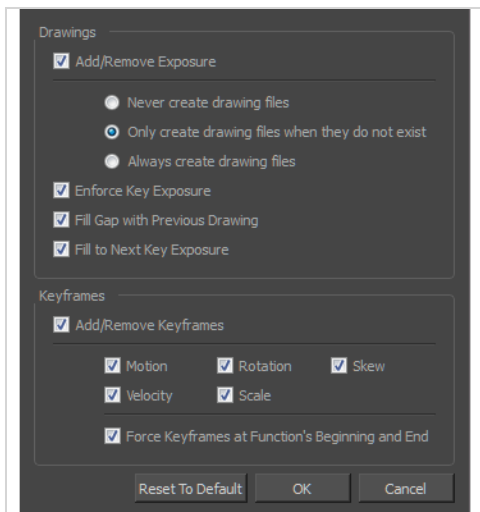 Drawings
Add/Remove Exposure
Never create drawing files
Only create drawing files when they do not exist
Always create drawing files
Enforce Key Exposure
Fill Gap with Previous Drawing
Fill to Next Key Exposure
Keyframes
Add/Remove Keyframes
Motion Rotation Skew
Velocity Scale
Force Keyframes at Function's Beginning and End
Reset To Default OK Cancel